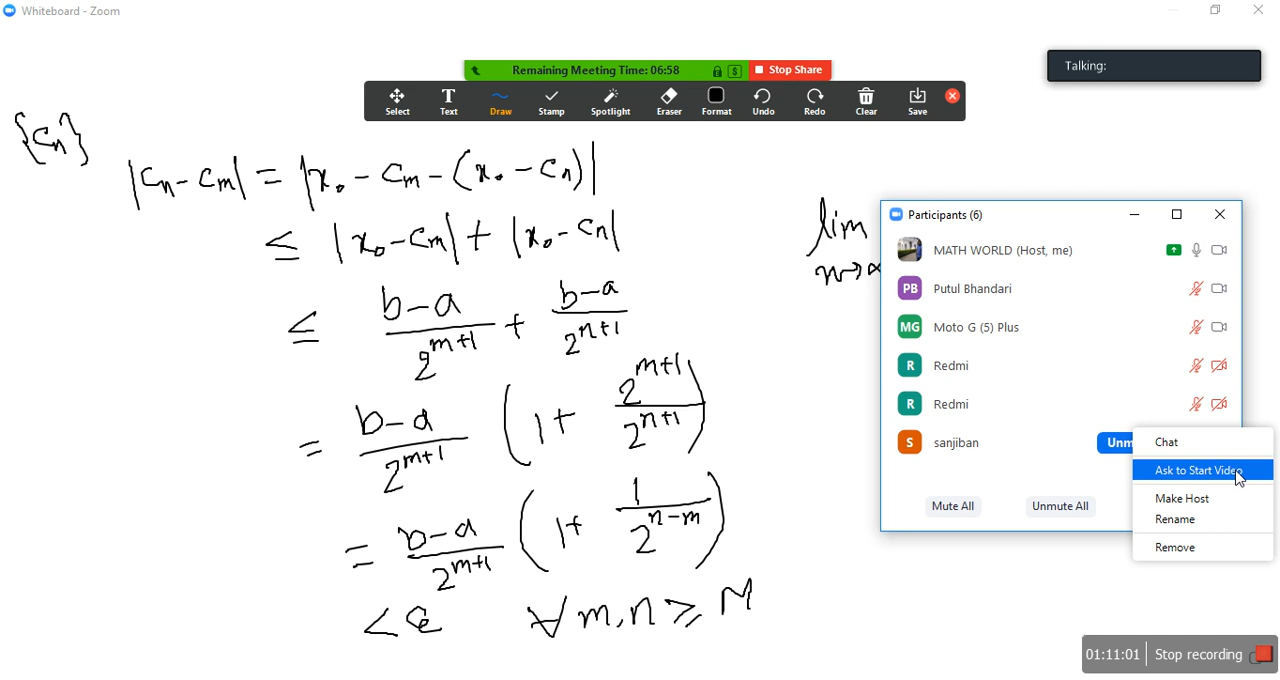 Whiteboard - Zoom
Remaining Meeting Time: 06:58 $ Stop Share
Talking:
Select Text Draw Stamp Spotlight Eraser Format Undo Redo Clear Save
{cₙ}
|cₙ - cₘ| = |x₀ - cₘ - (x₀ - cₙ)|
≤ |x₀ - cₘ| + |x₀ - cₙ|
≤ (b-a)/2^(m+1) + (b-a)/2^(n+1)
= (b-a)/2^(m+1) (1 + 2^(m+1)/2^(n+1))
= (b-a)/2^(m+1) (1 + 1/2^(n-m))
< ε ∀ m, n ≥ M
lim
n→∞
Participants (6)
MATH WORLD (Host, me)
PB Putul Bhandari
MG Moto G (5) Plus
R Redmi
R Redmi
S sanjiban Unm
Chat
Ask to Start Video
Make Host
Rename
Remove
Mute All Unmute All
01:11:01 Stop recording